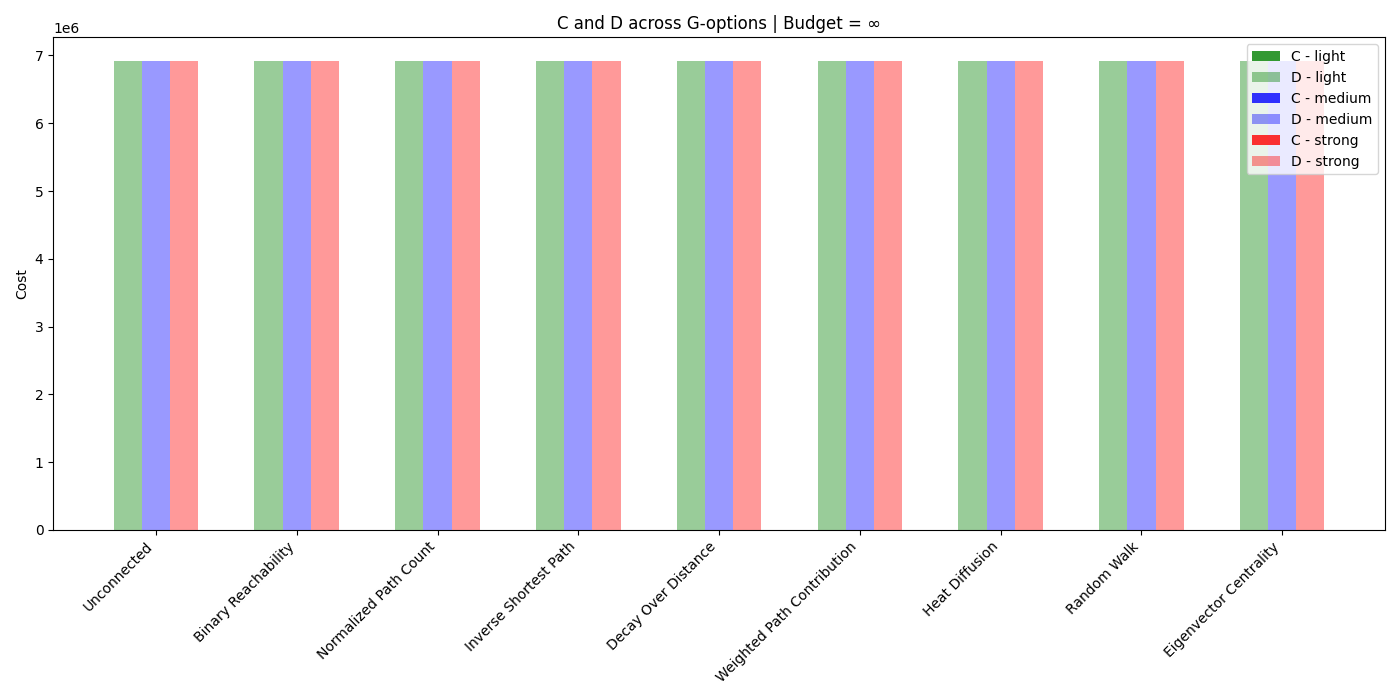 C and D across G-options | Budget = ∞
1e6
7
6
5
4
3
2
1
0
Cost
C - light
D - light
C - medium
D - medium
C - strong
D - strong
Unconnected
Binary Reachability
Normalized Path Count
Inverse Shortest Path
Decay Over Distance
Weighted Path Contribution
Heat Diffusion
Random Walk
Eigenvector Centrality